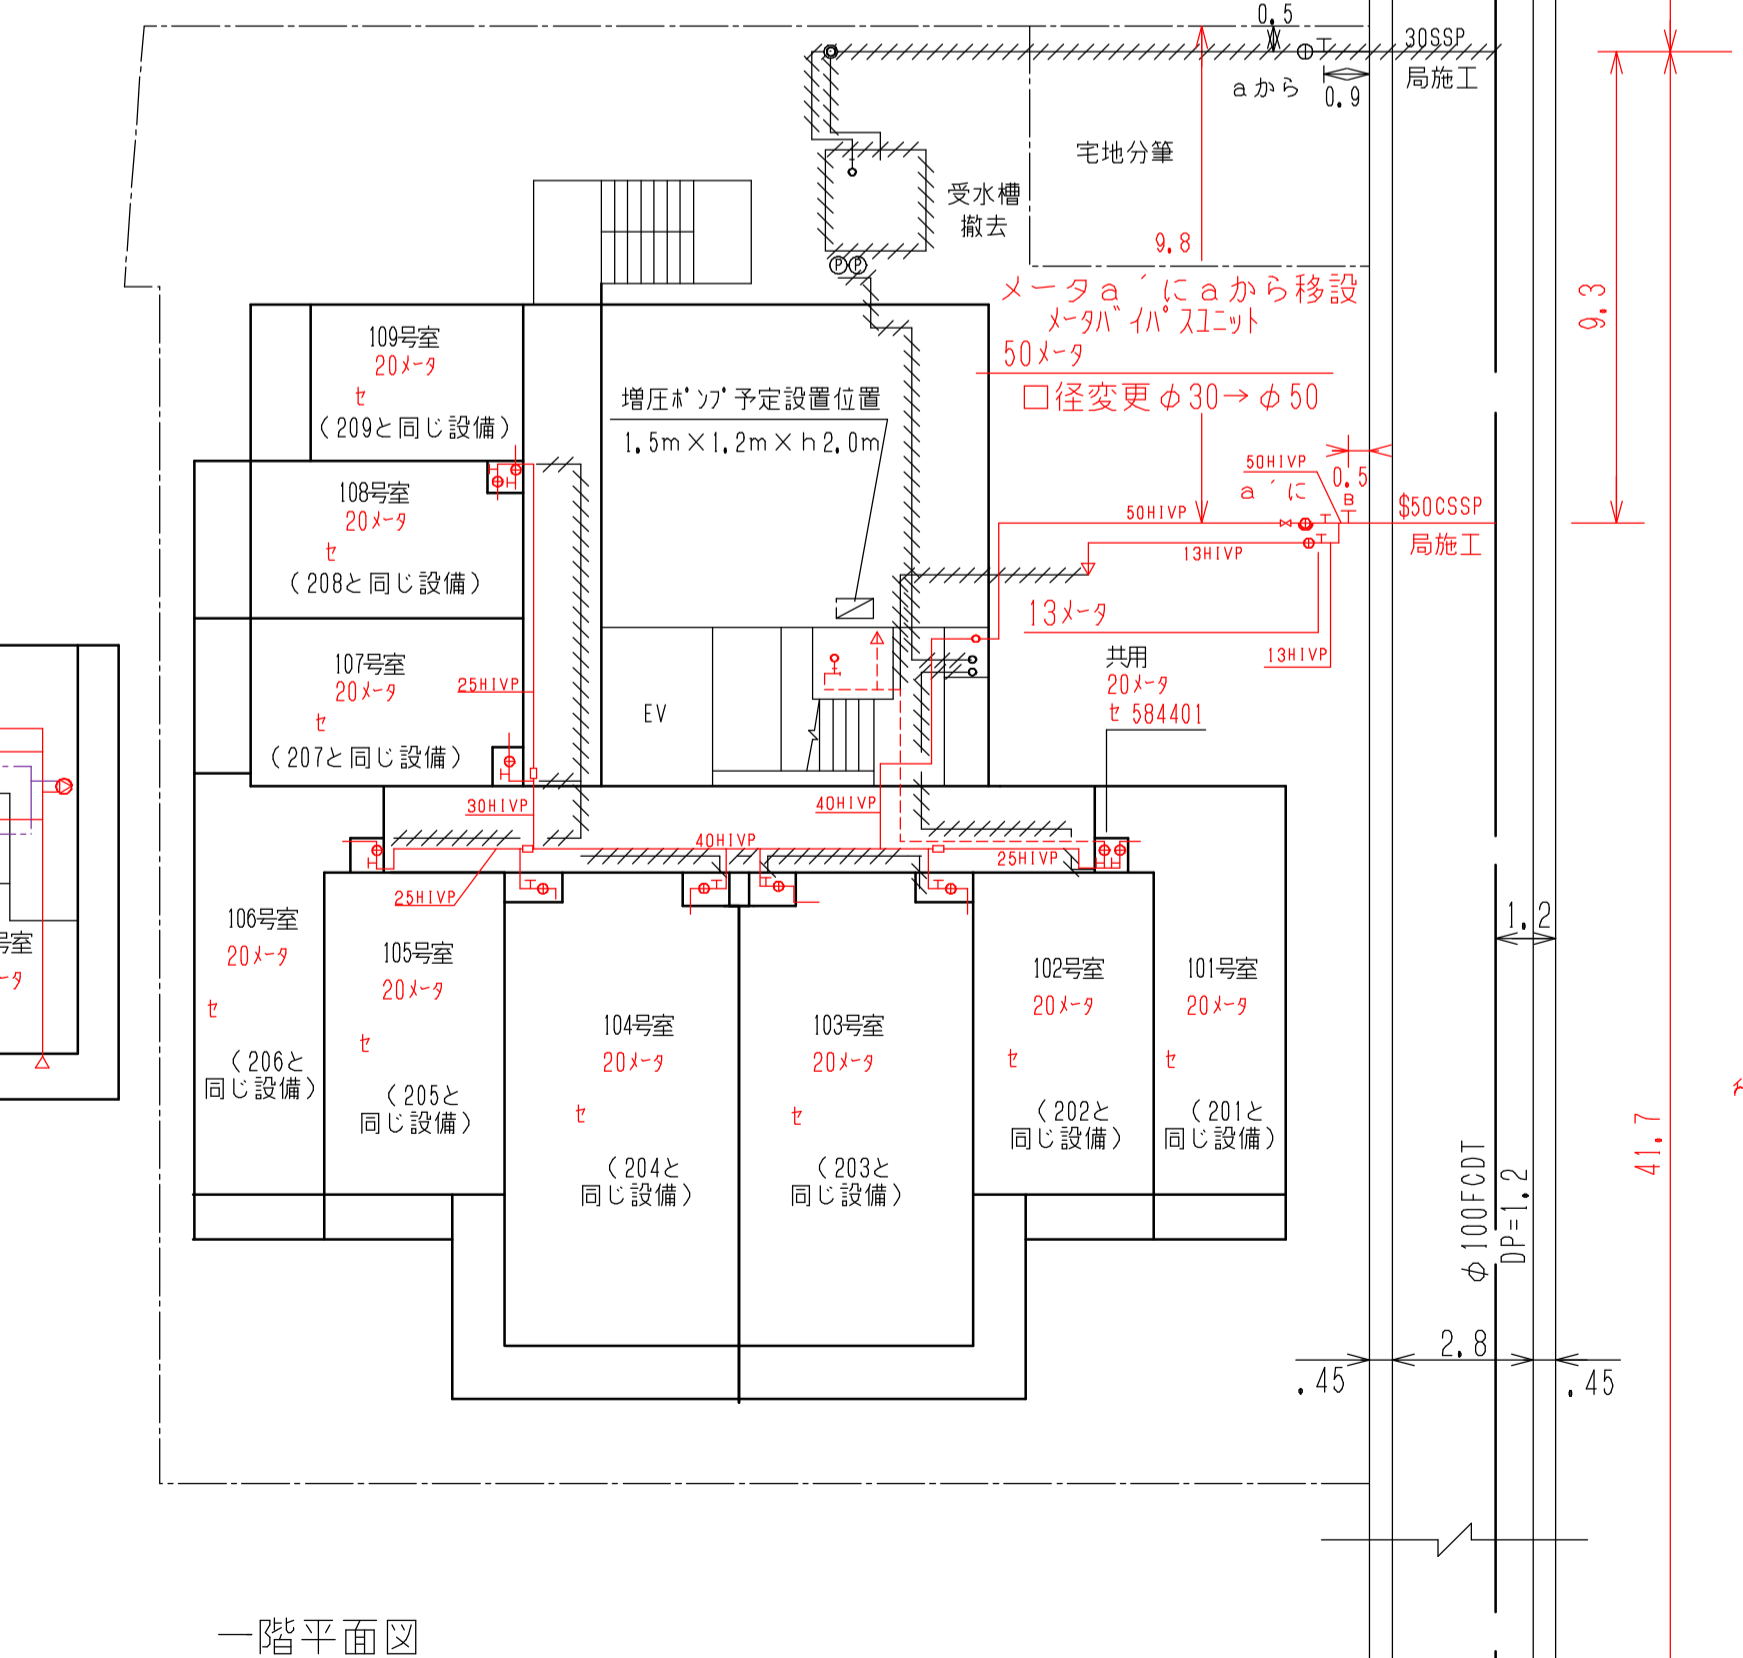 0.5
30SSP
局施工
aから
0.9
宅地分筆
受水槽
撤去
9.8
PP
メータa´にaから移設
メータバイパスユニット
50メータ
口径変更φ30→φ50
9.3
109号室
20メータ
セ
(209と同じ設備)
増圧ポンプ予定設置位置
1.5m×1.2m×h2.0m
108号室
20メータ
セ
(208と同じ設備)
50HIVP
0.5
a´に
B
$50CSSP
局施工
50HIVP
13HIVP
13メータ
13HIVP
107号室
20メータ
セ
(207と同じ設備)
25HIVP
EV
共用
20メータ
セ 584401
30HIVP
40HIVP
40HIVP
25HIVP
25HIVP
号室
106号室
20メータ
セ
(206と
同じ設備)
105号室
20メータ
セ
(205と
同じ設備)
104号室
20メータ
セ
(204と
同じ設備)
103号室
20メータ
セ
(203と
同じ設備)
102号室
20メータ
セ
(202と
同じ設備)
101号室
20メータ
セ
(201と
同じ設備)
1.2
41.7
φ100FCDT
DP=1.2
2.8
.45
.45
一階平面図